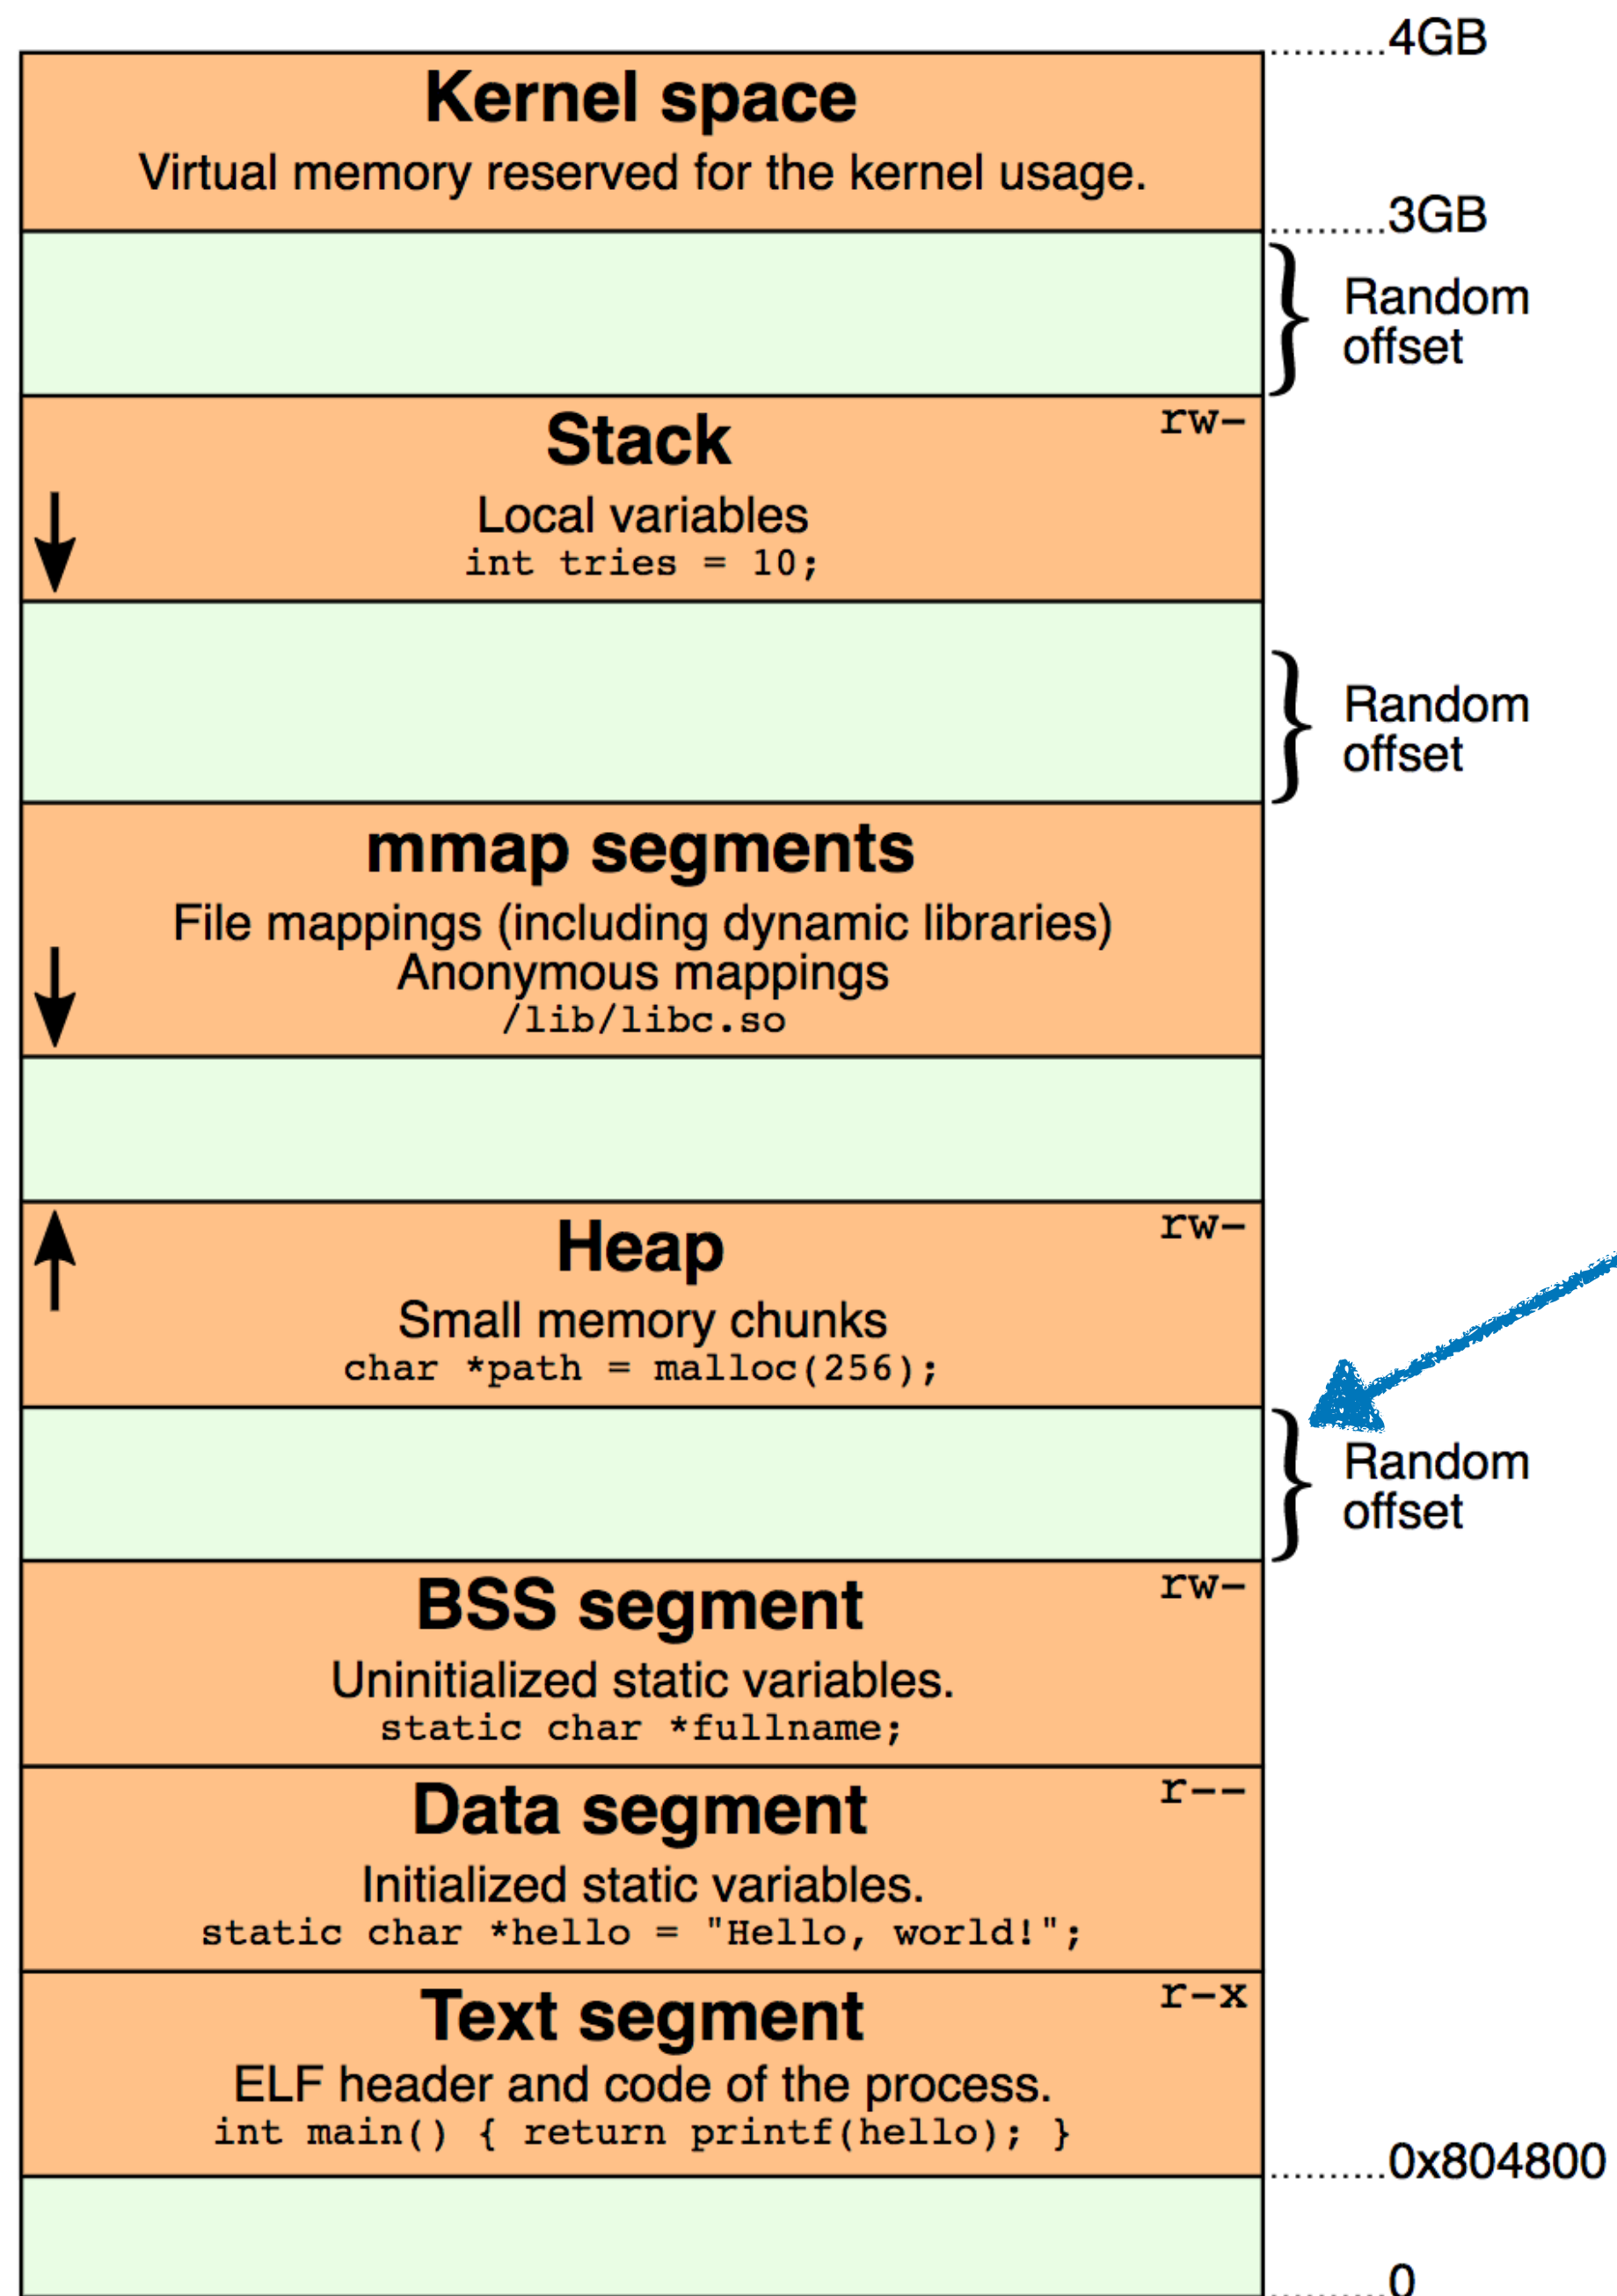 4GB
Kernel space
Virtual memory reserved for the kernel usage.
3GB
Random
offset
rw-
Stack
Local variables
int tries = 10;
Random
offset
mmap segments
File mappings (including dynamic libraries)
Anonymous mappings
/lib/libc.so
rw-
Heap
Small memory chunks
char *path = malloc(256);
Random
offset
rw-
BSS segment
Uninitialized static variables.
static char *fullname;
r--
Data segment
Initialized static variables.
static char *hello = "Hello, world!";
r-x
Text segment
ELF header and code of the process.
int main() { return printf(hello); }
0x804800
0